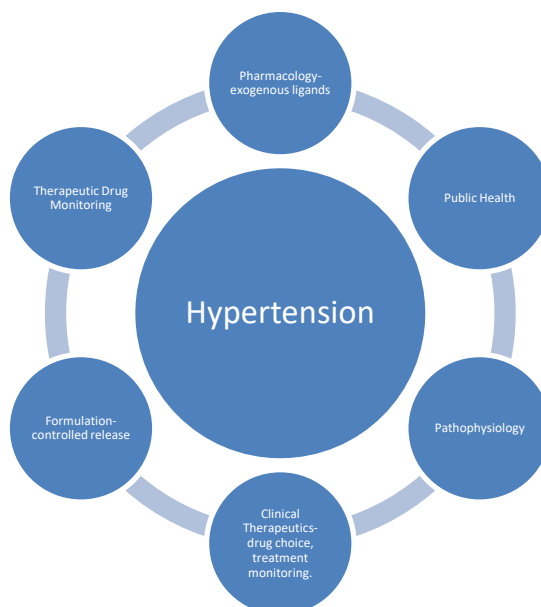 Pharmacology-
exogenous ligands
Public Health
Pathophysiology
Clinical
Therapeutics-
drug choice,
treatment
monitoring.
Formulation-
controlled release
Therapeutic Drug
Monitoring
Hypertension